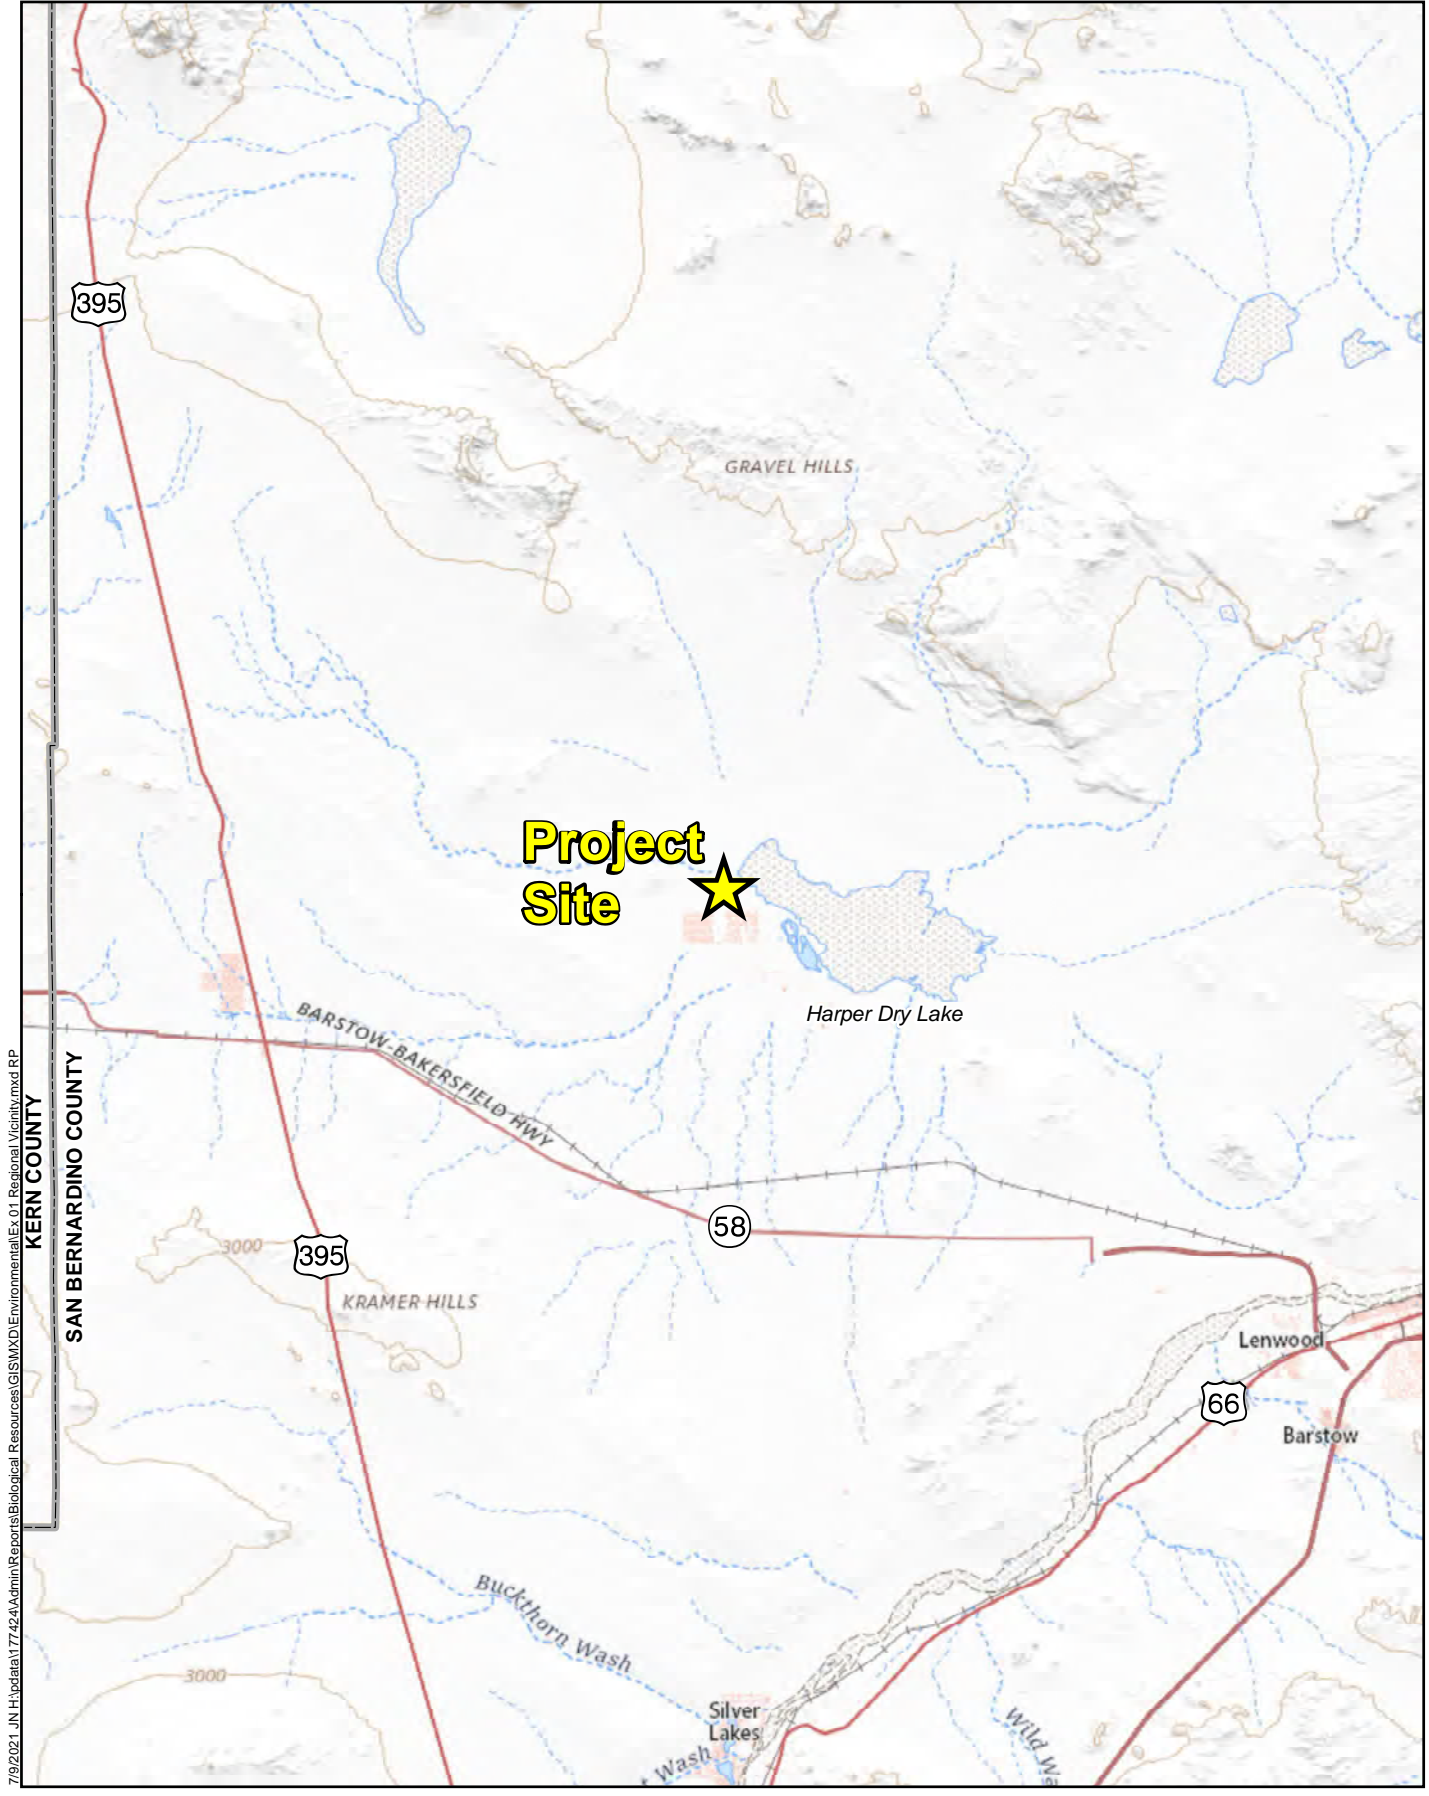 395
GRAVEL HILLS
Project
Site
Harper Dry Lake
BARSTOW-BAKERSFIELD HWY
58
3000
395
KRAMER HILLS
Lenwood
66
Barstow
Buckthorn Wash
3000
Silver
Lakes
t Wash
Wild Wa
KERN COUNTY
SAN BERNARDINO COUNTY
7/9/2021 JN H:\pdata\177424\Admin\Reports\Biological Resources\GIS\MXD\Environmental\Ex 01 Regional Vicinity.mxd RP